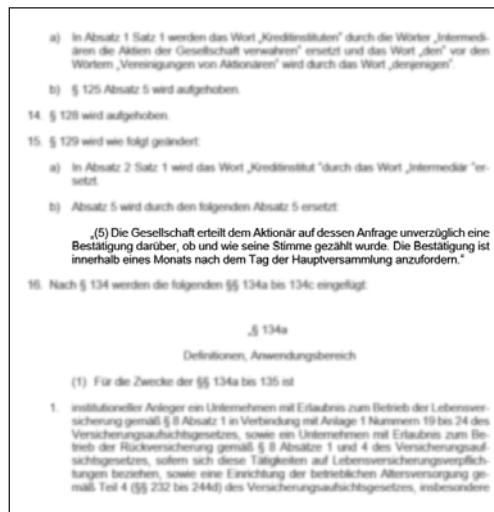 a) In Absatz 1 Satz 1 werden das Wort „Kreditinstituten" durch die Wörter „Intermedi-
ären die Aktien der Gesellschaft verwahren" ersetzt und das Wort „den" vor den
Wörtern „Vereinigungen von Aktionären" wird durch das Wort „denjenigen".
b) § 125 Absatz 5 wird aufgehoben.
14. § 128 wird aufgehoben.
15. § 129 wird wie folgt geändert:
a) In Absatz 2 Satz 1 wird das Wort „Kreditinstitut "durch das Wort „Intermediär "er-
setzt.
b) Absatz 5 wird durch den folgenden Absatz 5 ersetzt:
„(5) Die Gesellschaft erteilt dem Aktionär auf dessen Anfrage unverzüglich eine
Bestätigung darüber, ob und wie seine Stimme gezählt wurde. Die Bestätigung ist
innerhalb eines Monats nach dem Tag der Hauptversammlung anzufordern."
16. Nach § 134 werden die folgenden §§ 134a bis 134c eingefügt:
„§ 134a
Definitionen, Anwendungsbereich
(1) Für die Zwecke der §§ 134a bis 135 ist
1. institutioneller Anleger ein Unternehmen mit Erlaubnis zum Betrieb der Lebensver-
sicherung gemäß § 8 Absatz 1 in Verbindung mit Anlage 1 Nummern 19 bis 24 des
Versicherungsaufsichtsgesetzes, sowie ein Unternehmen mit Erlaubnis zum Be-
trieb der Rückversicherung gemäß § 8 Absätze 1 und 4 des Versicherungsauf-
sichtsgesetzes, sofern sich diese Tätigkeiten auf Lebensversicherungsverpflich-
tungen beziehen, sowie eine Einrichtung der betrieblichen Altersversorgung ge-
mäß Teil 4 (§§ 232 bis 244d) des Versicherungsaufsichtsgesetzes, insbesondere